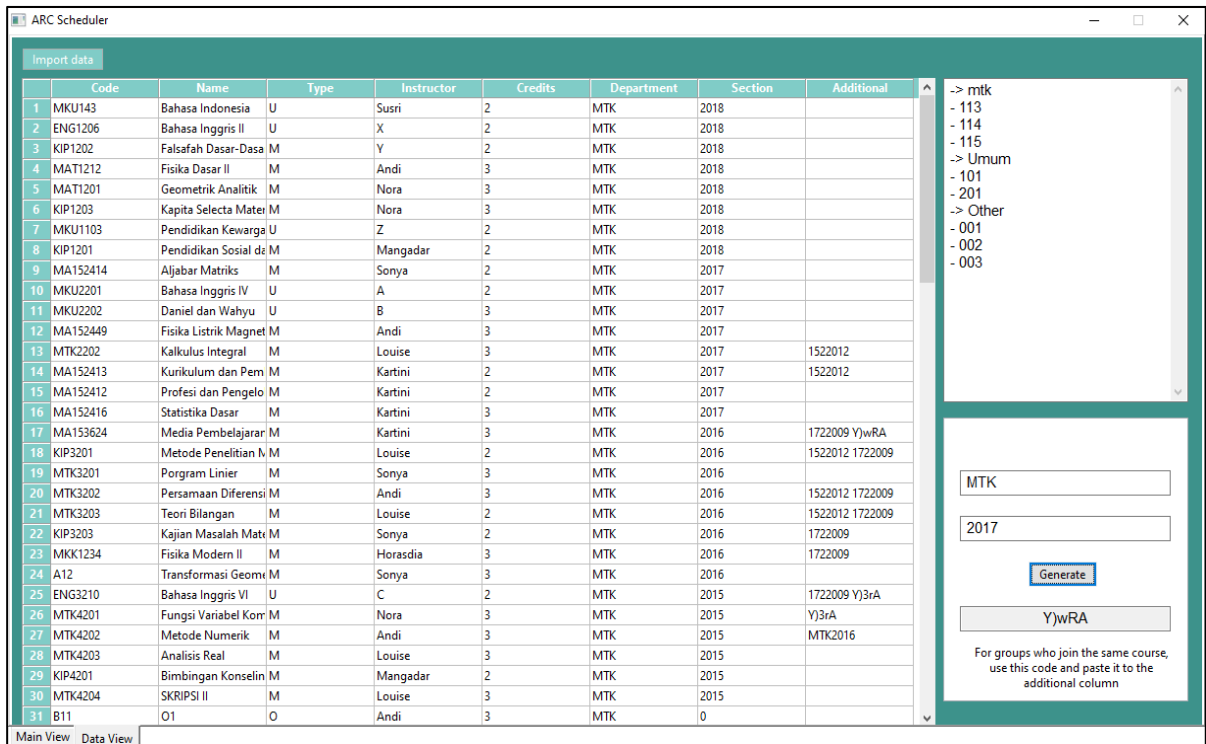 ARC Scheduler
Import data
Code Name Type Instructor Credits Department Section Additional
1 MKU143 Bahasa Indonesia U Susri 2 MTK 2018
2 ENG1206 Bahasa Inggris II U X 2 MTK 2018
3 KIP1202 Falsafah Dasar-Dasa M Y 2 MTK 2018
4 MAT1212 Fisika Dasar II M Andi 3 MTK 2018
5 MAT1201 Geometrik Analitik M Nora 3 MTK 2018
6 KIP1203 Kapita Selecta Mater M Nora 3 MTK 2018
7 MKU1103 Pendidikan Kewarga U Z 2 MTK 2018
8 KIP1201 Pendidikan Sosial da M Mangadar 2 MTK 2018
9 MA152414 Aljabar Matriks M Sonya 2 MTK 2017
10 MKU2201 Bahasa Inggris IV U A 2 MTK 2017
11 MKU2202 Daniel dan Wahyu U B 3 MTK 2017
12 MA152449 Fisika Listrik Magnet M Andi 3 MTK 2017
13 MTK2202 Kalkulus Integral M Louise 3 MTK 2017 1522012
14 MA152413 Kurikulum dan Pem M Kartini 2 MTK 2017 1522012
15 MA152412 Profesi dan Pengelo M Kartini 2 MTK 2017
16 MA152416 Statistika Dasar M Kartini 3 MTK 2017
17 MA153624 Media Pembelajaran M Kartini 3 MTK 2016 1722009 Y)wRA
18 KIP3201 Metode Penelitian M Louise 2 MTK 2016 1522012 1722009
19 MTK3201 Porgram Linier M Sonya 3 MTK 2016
20 MTK3202 Persamaan Diferensi M Andi 3 MTK 2016 1522012 1722009
21 MTK3203 Teori Bilangan M Louise 2 MTK 2016 1522012 1722009
22 KIP3203 Kajian Masalah Mate M Sonya 2 MTK 2016 1722009
23 MKK1234 Fisika Modern II M Horasdia 3 MTK 2016 1722009
24 A12 Transformasi Geome M Sonya 3 MTK 2016
25 ENG3210 Bahasa Inggris VI U C 2 MTK 2015 1722009 Y)3rA
26 MTK4201 Fungsi Variabel Kom M Nora 3 MTK 2015 Y)3rA
27 MTK4202 Metode Numerik M Andi 3 MTK 2015 MTK2016
28 MTK4203 Analisis Real M Louise 3 MTK 2015
29 KIP4201 Bimbingan Konselin M Mangadar 2 MTK 2015
30 MTK4204 SKRIPSI II M Louise 3 MTK 2015
31 B11 O1 O Andi 3 MTK 0
-> mtk
- 113
- 114
- 115
-> Umum
- 101
- 201
-> Other
- 001
- 002
- 003
MTK
2017
Generate
Y)wRA
For groups who join the same course,
use this code and paste it to the
additional column
Main View Data View